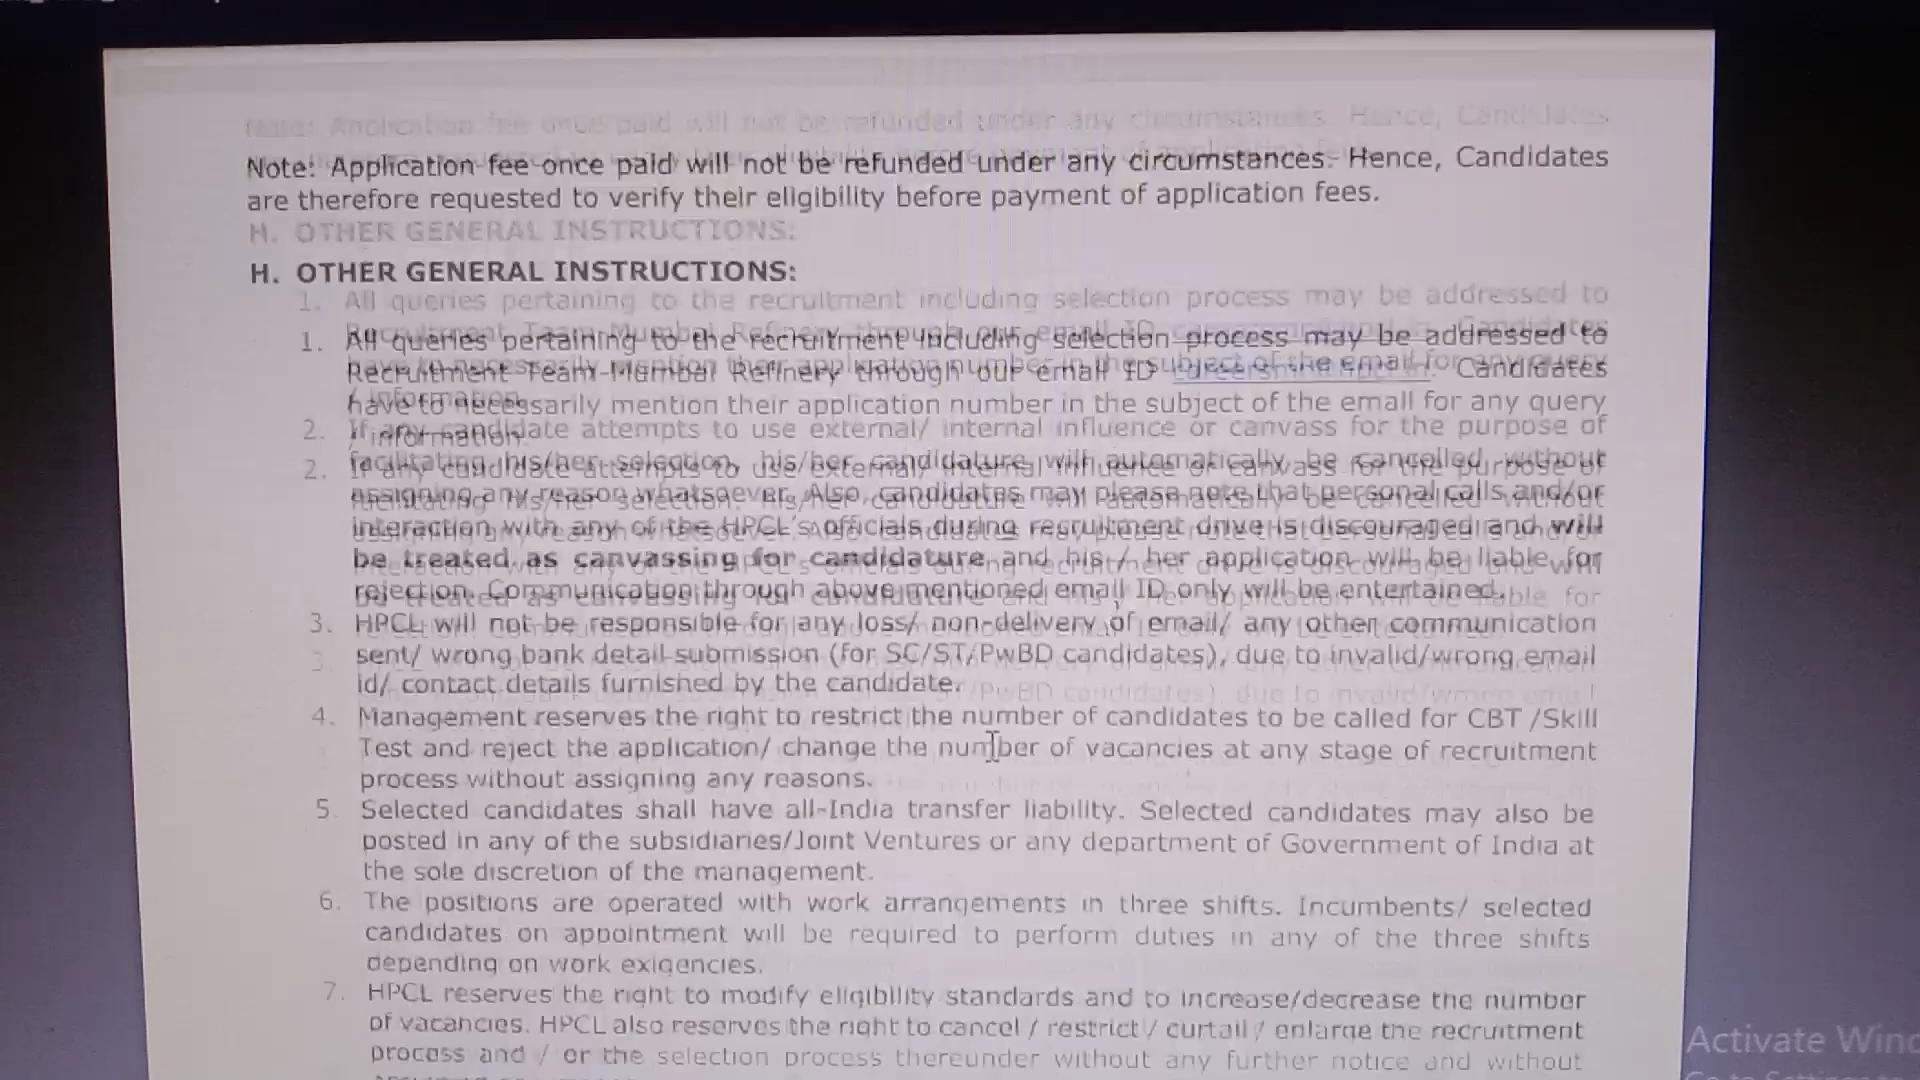 Note: Application fee once paid will not be refunded under any circumstances. Hence, Candidates
are therefore requested to verify their eligibility before payment of application fees.
H. OTHER GENERAL INSTRUCTIONS:
1. All queries pertaining to the recruitment including selection process may be addressed to
Recruitment Team-Mumbai Refinery through our email ID Candidates
have to necessarily mention their application number in the subject of the email for any query
/ information.
2. If any candidate attempts to use external/ internal influence or canvass for the purpose of
facilitating his/her selection, his/her candidature will automatically be cancelled without
assigning any reason whatsoever. Also, candidates may please note that personal calls and/or
interaction with any of the HPCL's officials during recruitment drive is discouraged and will
be treated as canvassing for candidature and his / her application will be liable for
rejection. Communication through above mentioned email ID only will be entertained.
3. HPCL will not be responsible for any loss/ non-delivery of email/ any other communication
sent/ wrong bank detail submission (for SC/ST/PwBD candidates), due to invalid/wrong email
id/ contact details furnished by the candidate.
4. Management reserves the right to restrict the number of candidates to be called for CBT /Skill
Test and reject the application/ change the number of vacancies at any stage of recruitment
process without assigning any reasons.
5. Selected candidates shall have all-India transfer liability. Selected candidates may also be
posted in any of the subsidiaries/Joint Ventures or any department of Government of India at
the sole discretion of the management.
6. The positions are operated with work arrangements in three shifts. Incumbents/ selected
candidates on appointment will be required to perform duties in any of the three shifts
depending on work exigencies.
7. HPCL reserves the right to modify eligibility standards and to increase/decrease the number
of vacancies. HPCL also reserves the right to cancel / restrict / curtail / enlarge the recruitment
process and / or the selection process thereunder without any further notice and without
Activate Wind